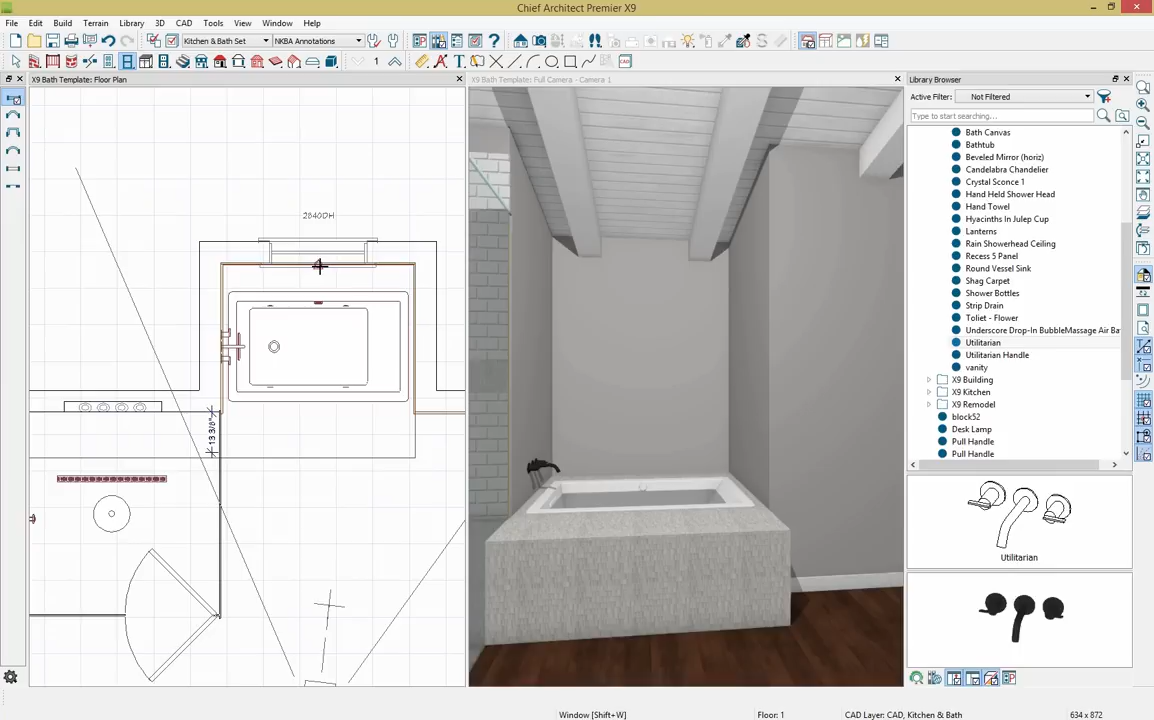 Chief Architect Premier X9
File Edit Build Terrain Library 3D CAD Tools View Window Help
Kitchen & Bath Set NKBA Annotations
1
X9 Bath Template: Floor Plan
X9 Bath Template: Full Camera - Camera 1
Library Browser
Active Filter: Not Filtered
Type to start searching...
Bath Canvas
Bathtub
Beveled Mirror (horiz)
Candelabra Chandelier
Crystal Sconce 1
Hand Held Shower Head
Hand Towel
Hyacinths In Julep Cup
Lanterns
Rain Showerhead Ceiling
Recess 5 Panel
Round Vessel Sink
Shag Carpet
Shower Bottles
Strip Drain
Toliet - Flower
Underscore Drop-In BubbleMassage Air Ba
Utilitarian
Utilitarian Handle
vanity
X9 Building
X9 Kitchen
X9 Remodel
block52
Desk Lamp
Pull Handle
Pull Handle
Utilitarian
2840DH
13 3/8"
Window [Shift+W] Floor: 1 CAD Layer: CAD, Kitchen & Bath 634 x 872